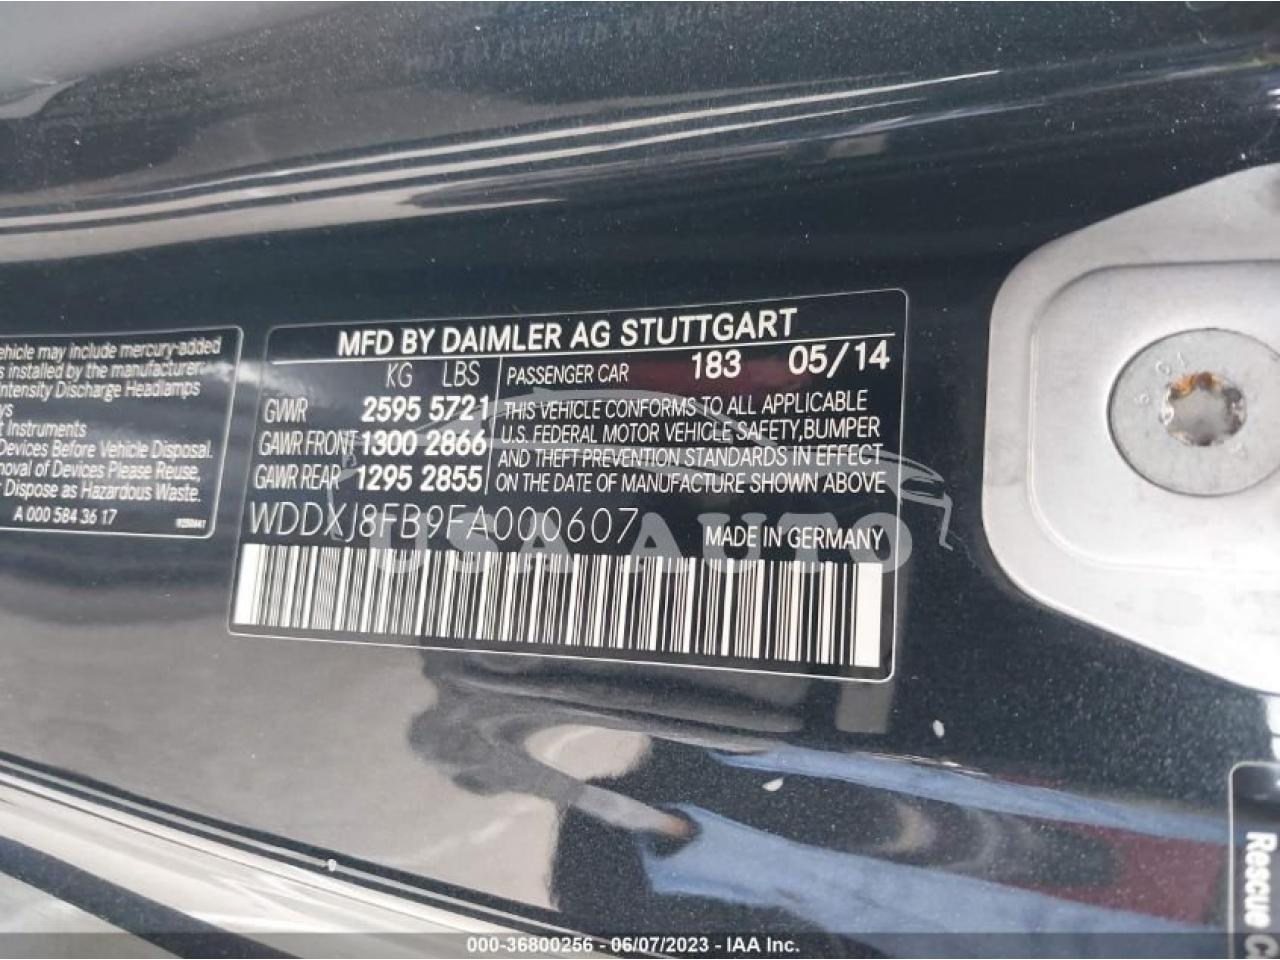 ehicle may include mercury-added
s installed by the manufacturer:
ntensity Discharge Headlamps
ys
t Instruments
Devices Before Vehicle Disposal.
moval of Devices Please Reuse,
r Dispose as Hazardous Waste.
A 000 584 36 17
MFD BY DAIMLER AG STUTTGART
KG LBS PASSENGER CAR 183 05/14
GVWR 2595 5721 THIS VEHICLE CONFORMS TO ALL APPLICABLE
GAWR FRONT 1300 2866 U.S. FEDERAL MOTOR VEHICLE SAFETY, BUMPER
GAWR REAR 1295 2855 AND THEFT PREVENTION STANDARDS IN EFFECT
ON THE DATE OF MANUFACTURE SHOWN ABOVE
WDDXJ8FB9FA000607 MADE IN GERMANY
USA AUTO
Rescue C
000-36800256 - 06/07/2023 - IAA Inc.